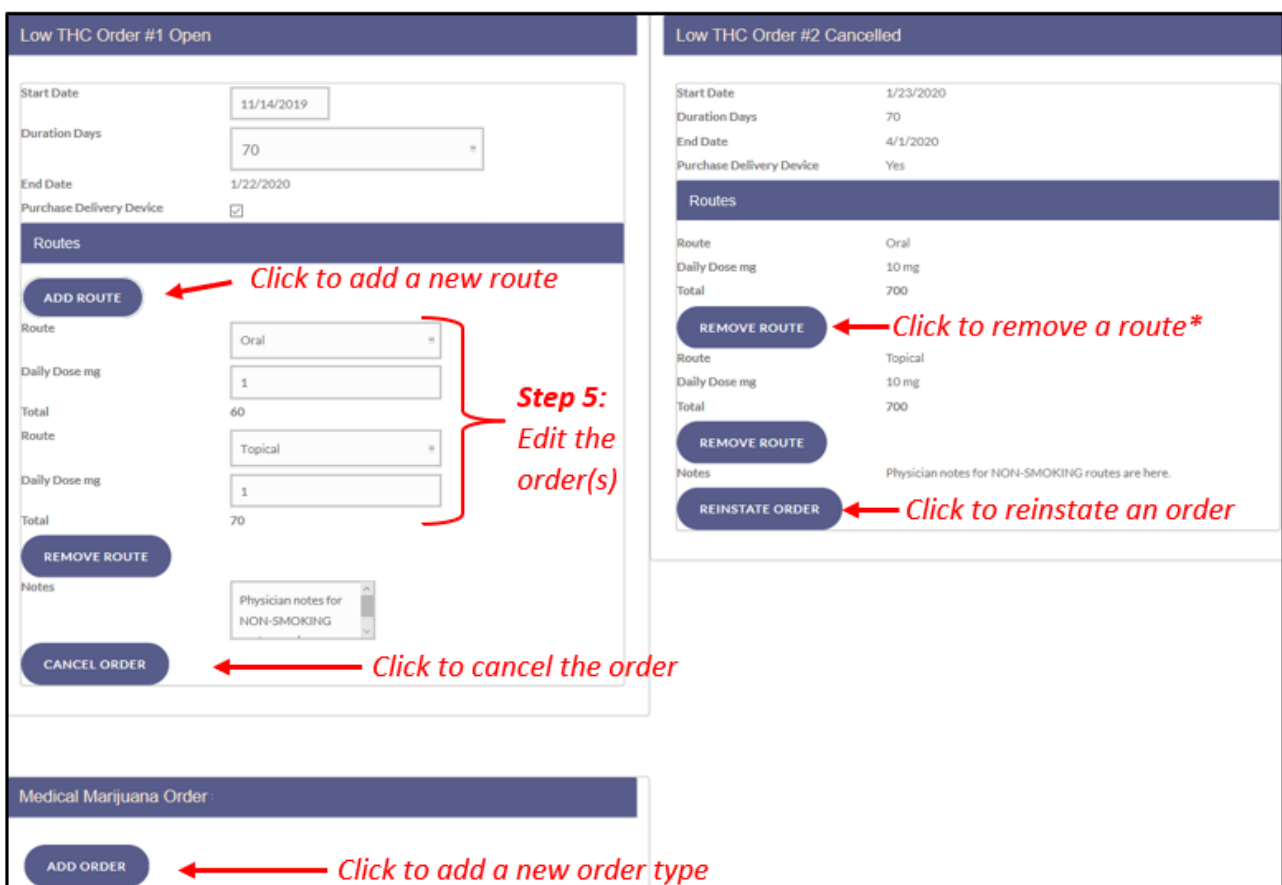 Low THC Order #1 Open
Start Date 11/14/2019
Duration Days 70
End Date 1/22/2020
Purchase Delivery Device
Routes
ADD ROUTE Click to add a new route
Route Oral
Daily Dose mg 1
Total 60
Route Topical
Daily Dose mg 1
Total 70
Step 5:
Edit the
order(s)
REMOVE ROUTE
Notes Physician notes for
NON-SMOKING
CANCEL ORDER Click to cancel the order
Low THC Order #2 Cancelled
Start Date 1/23/2020
Duration Days 70
End Date 4/1/2020
Purchase Delivery Device Yes
Routes
Route Oral
Daily Dose mg 10 mg
Total 700
REMOVE ROUTE Click to remove a route*
Route Topical
Daily Dose mg 10 mg
Total 700
REMOVE ROUTE
Notes Physician notes for NON-SMOKING routes are here.
REINSTATE ORDER Click to reinstate an order
Medical Marijuana Order
ADD ORDER Click to add a new order type